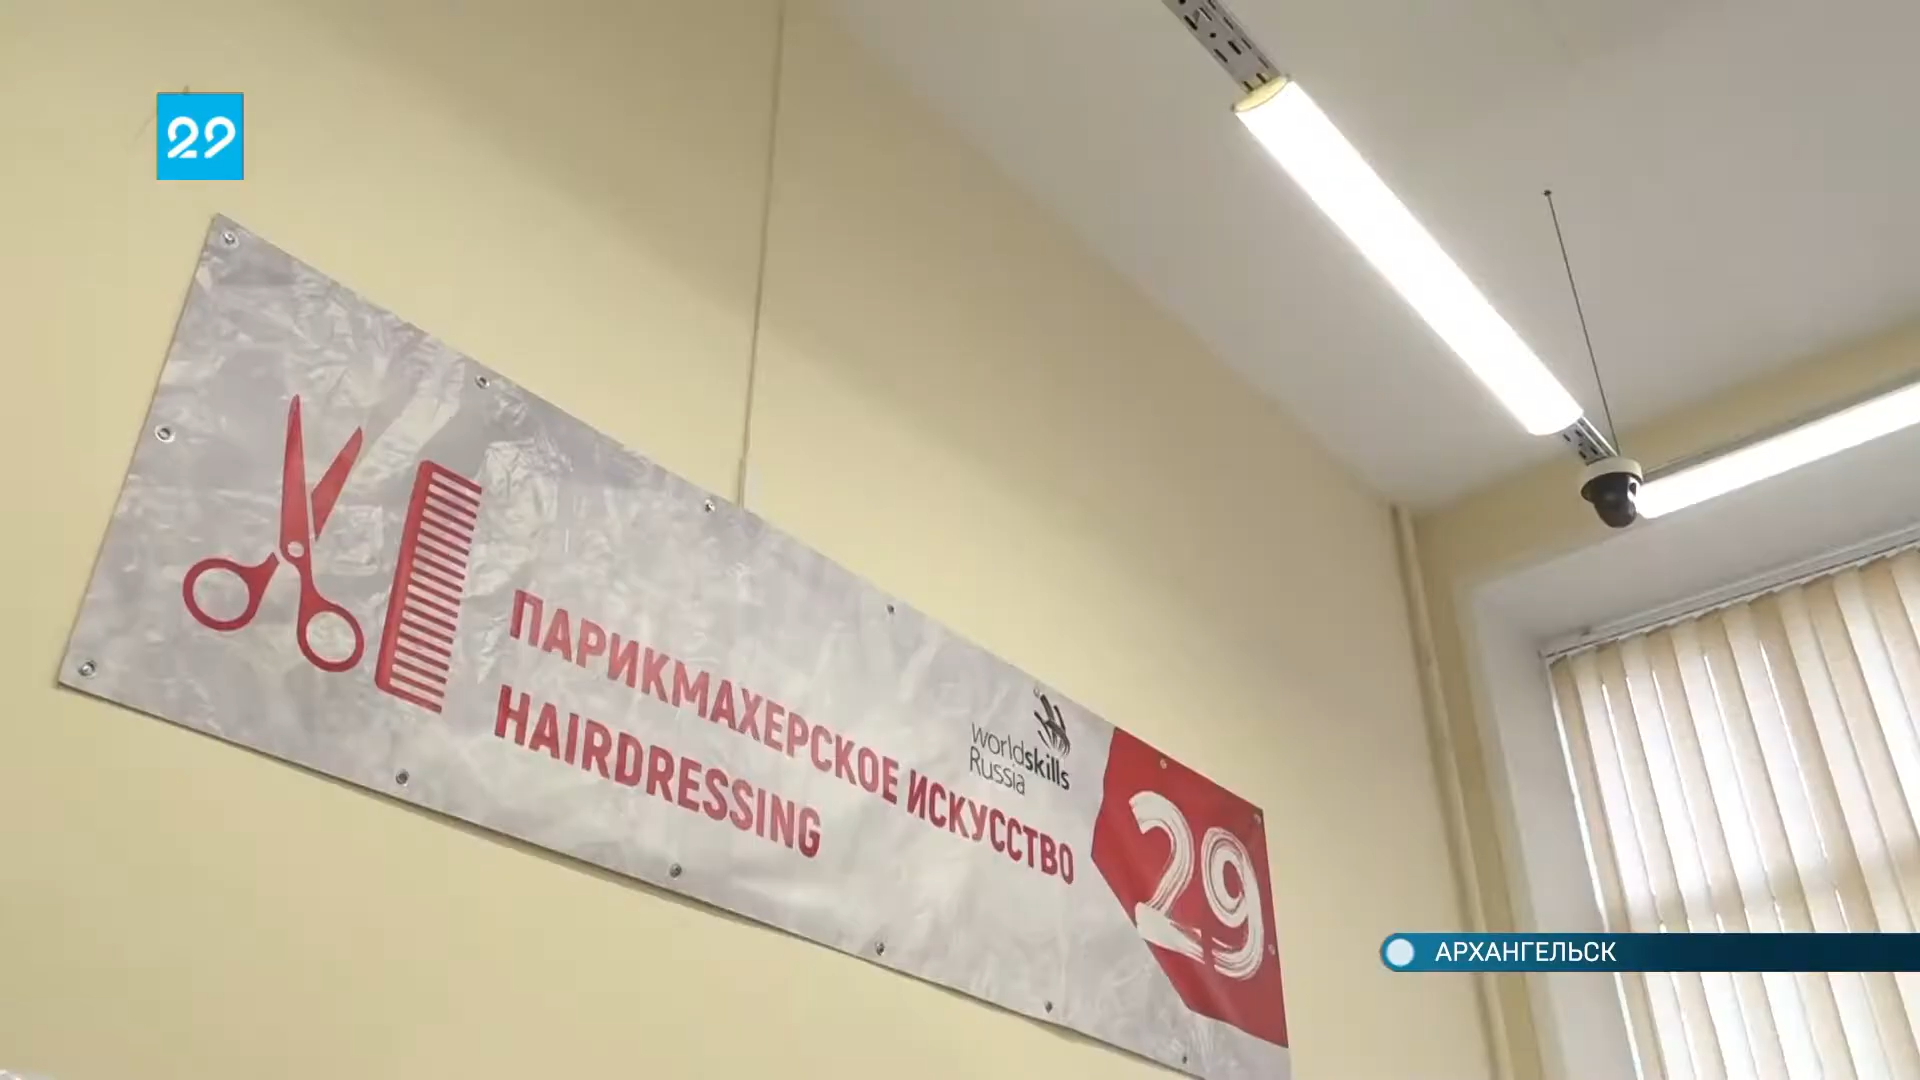 29
ПАРИКМАХЕРСКОЕ ИСКУССТВО
HAIRDRESSING
worldskills
Russia
29
АРХАНГЕЛЬСК